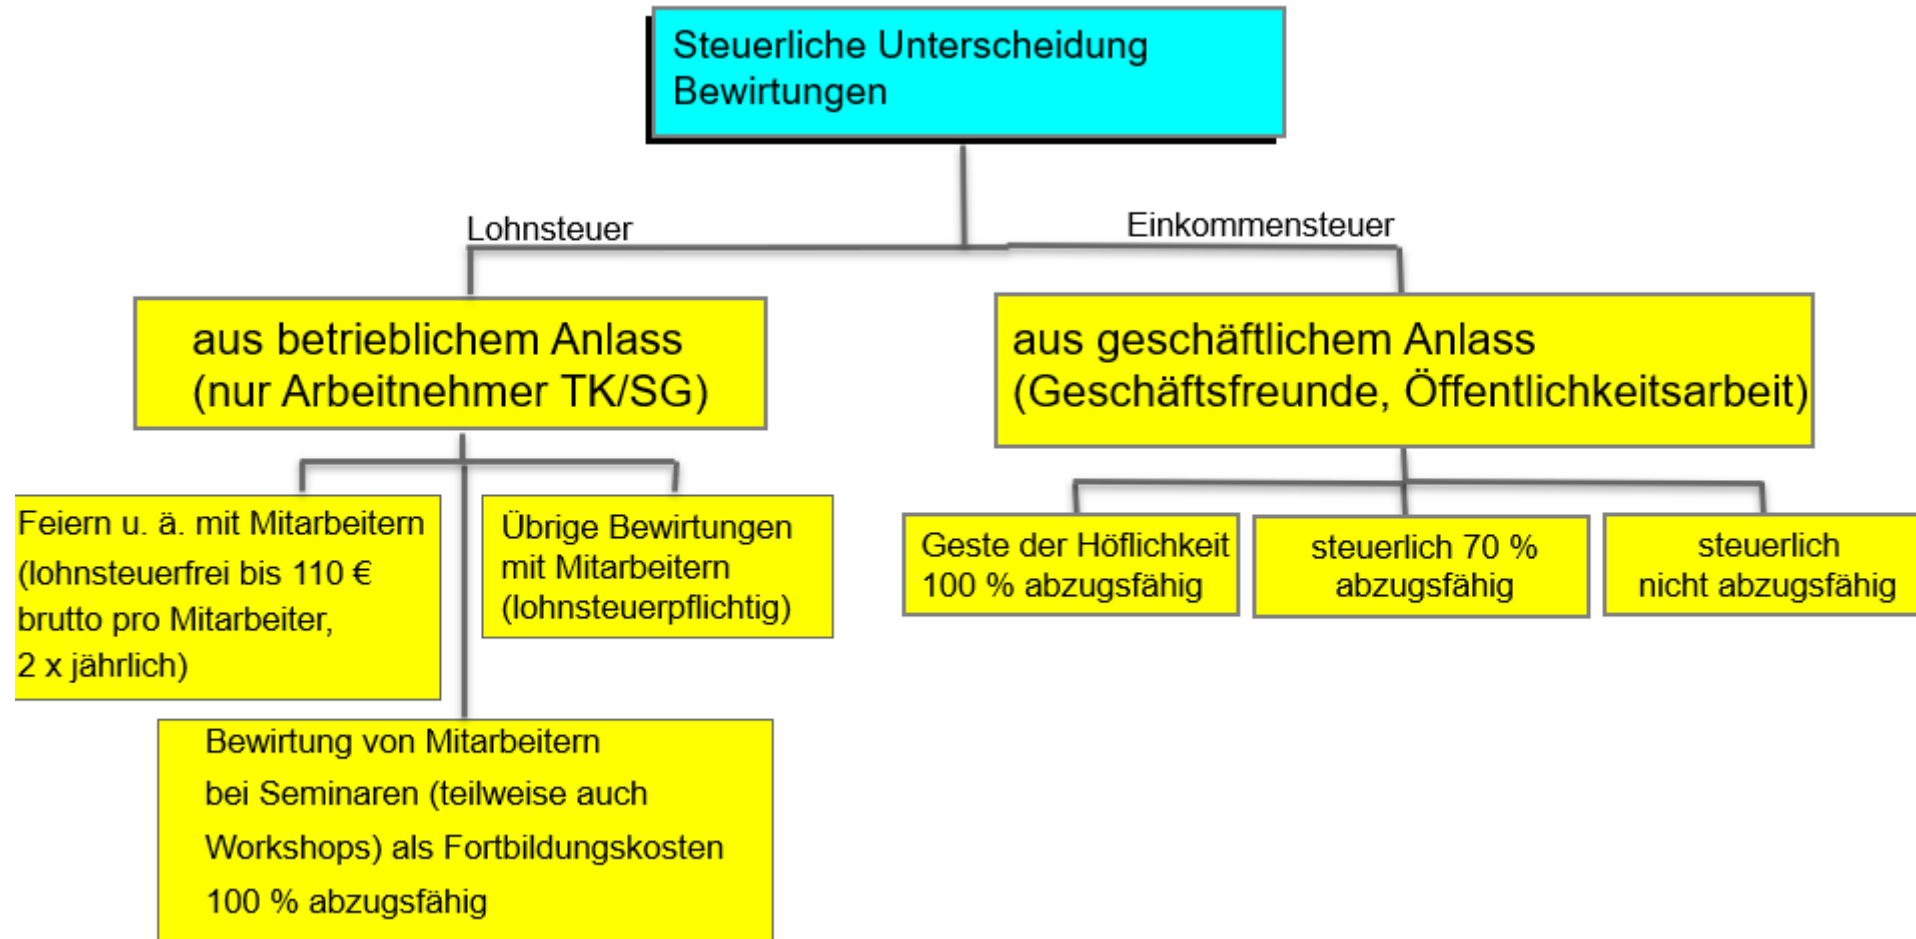 Steuerliche Unterscheidung
Bewirtungen
Lohnsteuer
Einkommensteuer
aus betrieblichem Anlass
(nur Arbeitnehmer TK/SG)
aus geschäftlichem Anlass
(Geschäftsfreunde, Öffentlichkeitsarbeit)
Feiern u. ä. mit Mitarbeitern
(lohnsteuerfrei bis 110 €
brutto pro Mitarbeiter,
2 x jährlich)
Übrige Bewirtungen
mit Mitarbeitern
(lohnsteuerpflichtig)
Geste der Höflichkeit
100 % abzugsfähig
steuerlich 70 %
abzugsfähig
steuerlich
nicht abzugsfähig
Bewirtung von Mitarbeitern
bei Seminaren (teilweise auch
Workshops) als Fortbildungskosten
100 % abzugsfähig